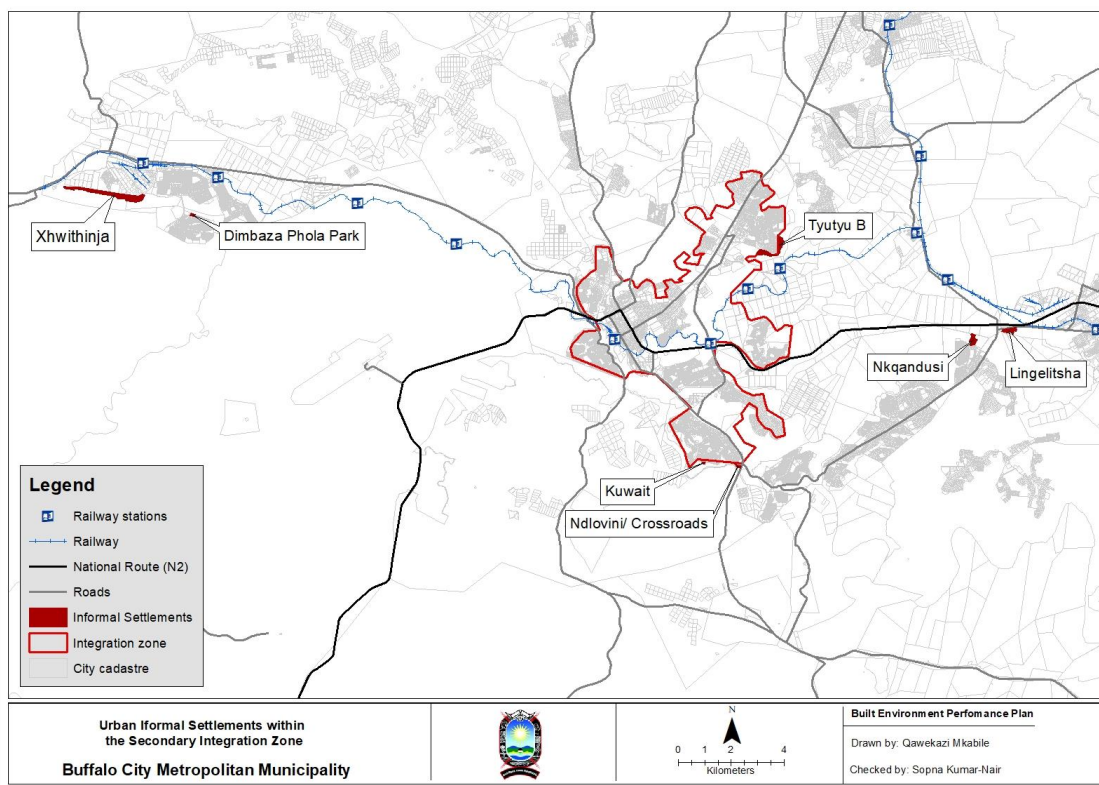 Xhwithinja
Dimbaza Phola Park
Tyutyu B
Nkqandusi
Lingelitsha
Kuwait
Ndlovini/ Crossroads
Legend
Railway stations
Railway
National Route (N2)
Roads
Informal Settlements
Integration zone
City cadastre
Urban Iformal Settlements within
the Secondary Integration Zone
Buffalo City Metropolitan Municipality
N
0 1 2 4
Kilometers
Built Environment Perfomance Plan
Drawn by: Qawekazi Mkabile
Checked by: Sopna Kumar-Nair